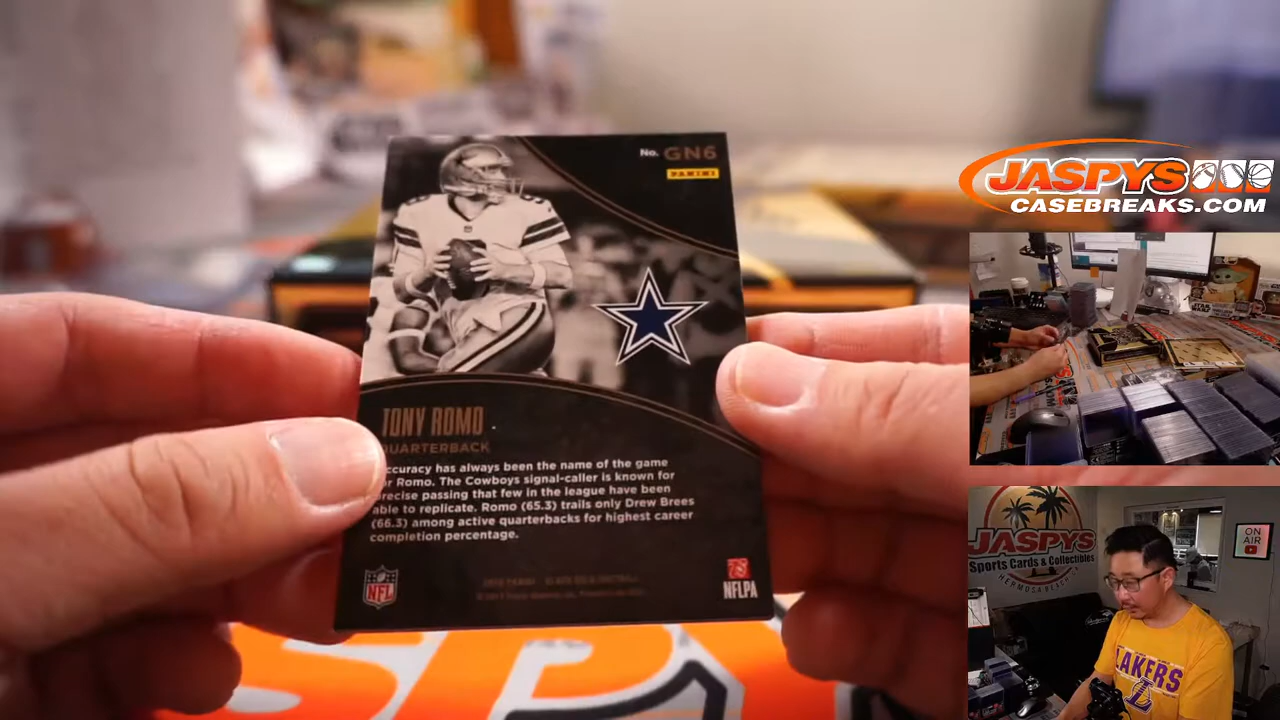 No. GN6
PANINI
TONY ROMO
QUARTERBACK
ccuracy has always been the name of the game
r Romo. The Cowboys signal-caller is known for
recise passing that few in the league have been
able to replicate. Romo (65.3) trails only Drew Brees
(66.3) among active quarterbacks for highest career
completion percentage.
NFL
NFLPA
JASPYS
CASEBREAKS.COM
JASPYS
Sports Cards & Collectibles
HERMOSA BEACH
ON
AIR
LAKERS
L